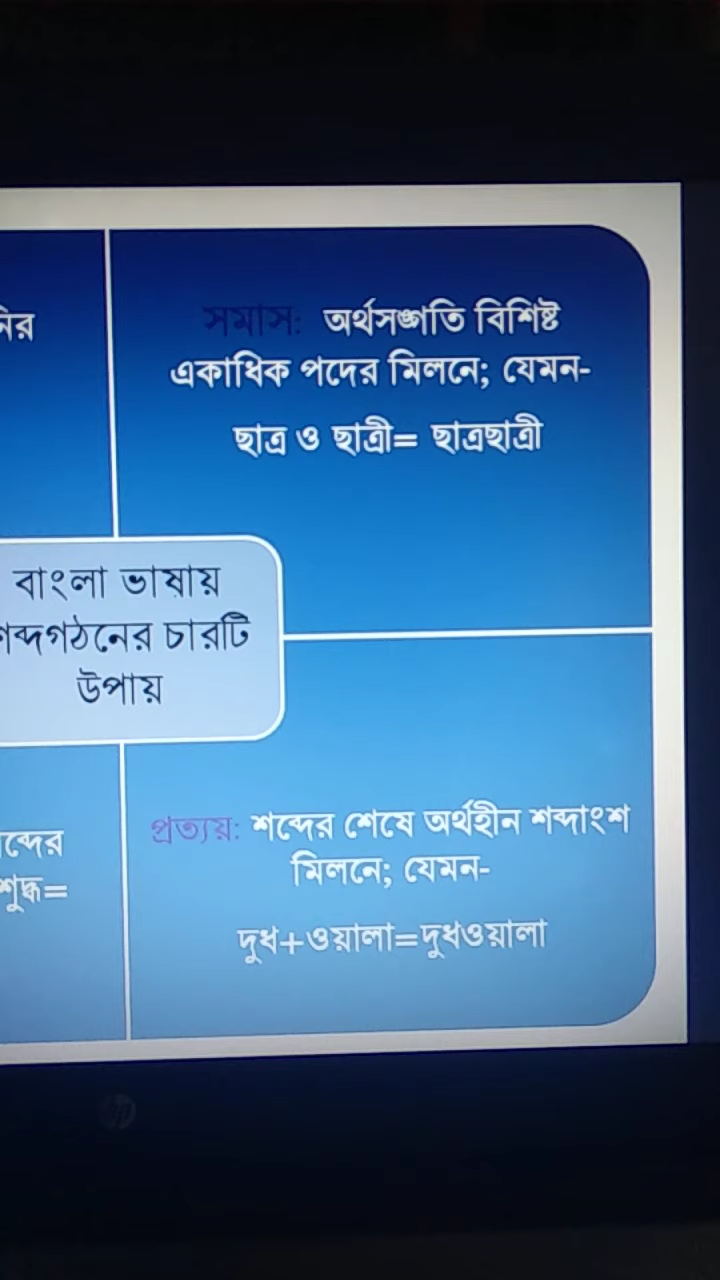 সমাস: অর্থসঙ্গতি বিশিষ্ট
একাধিক পদের মিলনে; যেমন-
ছাত্র ও ছাত্রী= ছাত্রছাত্রী
বাংলা ভাষায়
শব্দগঠনের চারটি
উপায়
প্রত্যয়: শব্দের শেষে অর্থহীন শব্দাংশ
মিলনে; যেমন-
দুধ+ওয়ালা=দুধওয়ালা
hp